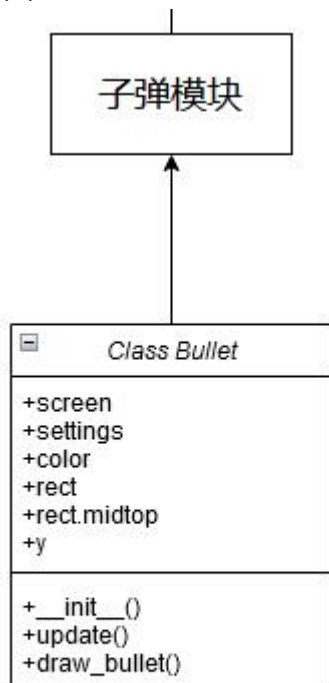 子弹模块
Class Bullet
+screen
+settings
+color
+rect
+rect.midtop
+y
+__init__()
+update()
+draw_bullet()